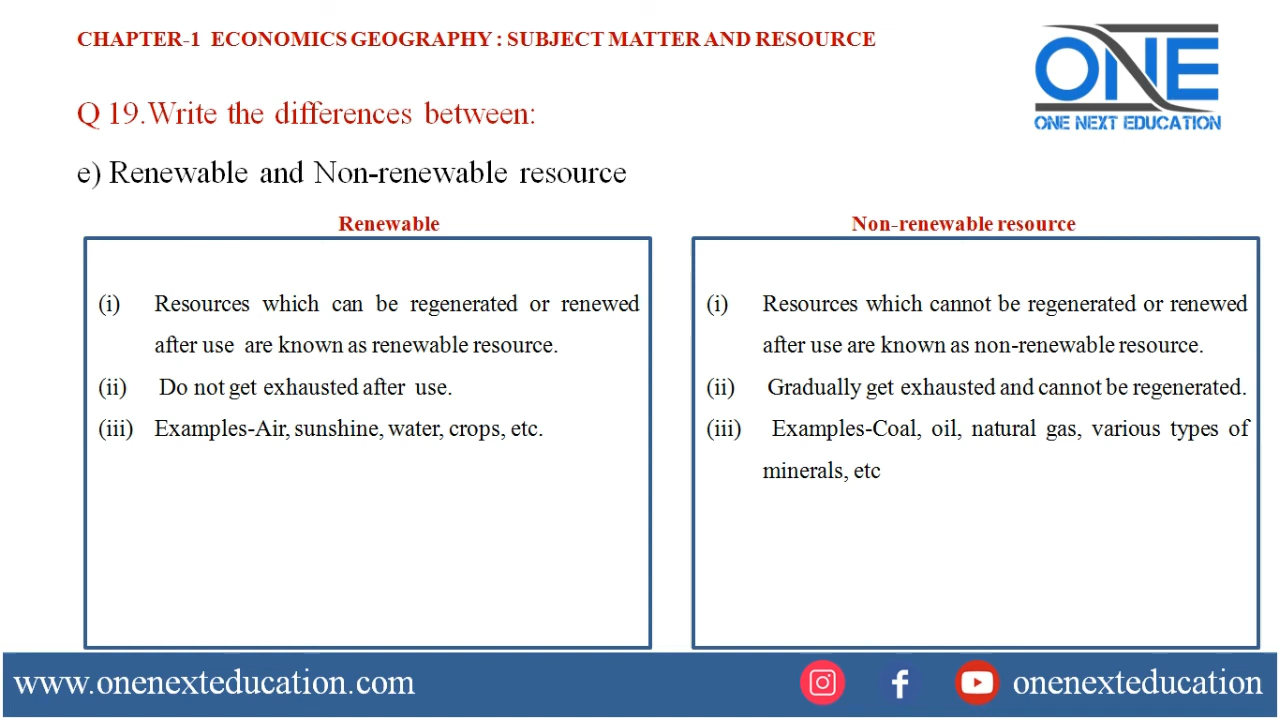 CHAPTER-1 ECONOMICS GEOGRAPHY : SUBJECT MATTER AND RESOURCE
ONE
ONE NEXT EDUCATION
Q 19.Write the differences between:
e) Renewable and Non-renewable resource
Renewable
(i) Resources which can be regenerated or renewed
after use are known as renewable resource.
(ii) Do not get exhausted after use.
(iii) Examples-Air, sunshine, water, crops, etc.
Non-renewable resource
(i) Resources which cannot be regenerated or renewed
after use are known as non-renewable resource.
(ii) Gradually get exhausted and cannot be regenerated.
(iii) Examples-Coal, oil, natural gas, various types of
minerals, etc
www.onenexteducation.com
onenexteducation